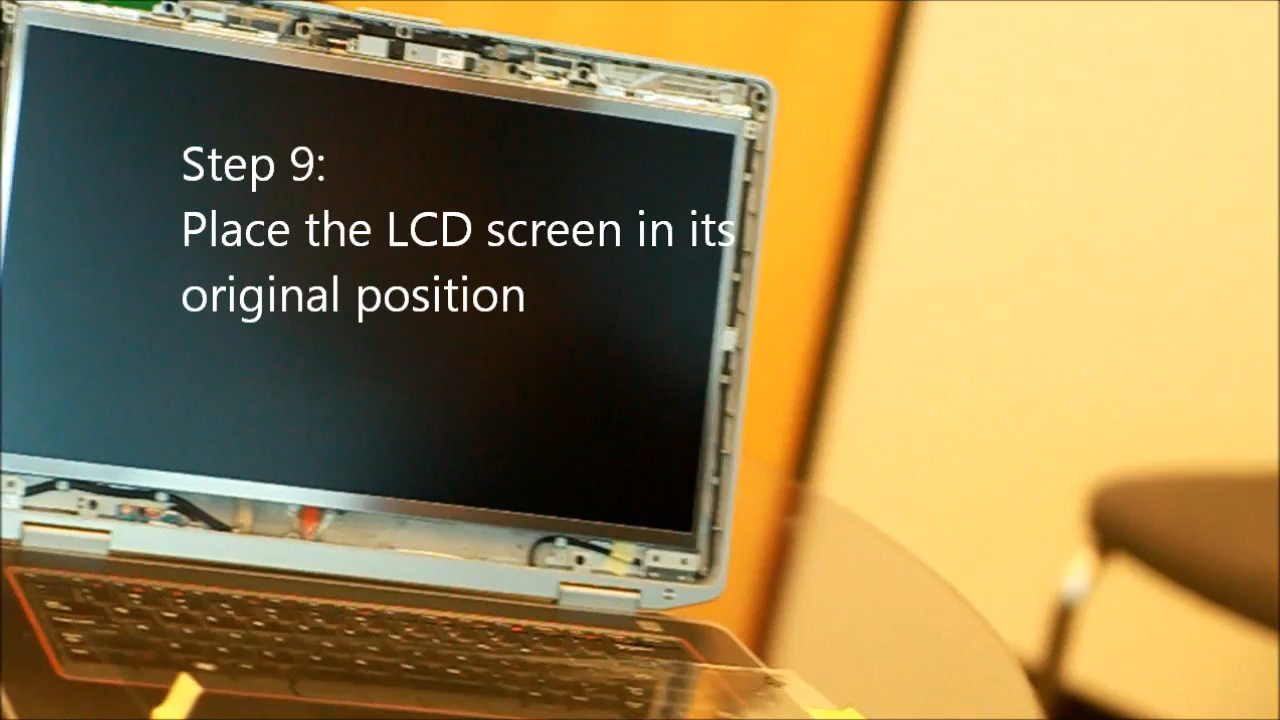 Step 9:
Place the LCD screen in its
original position